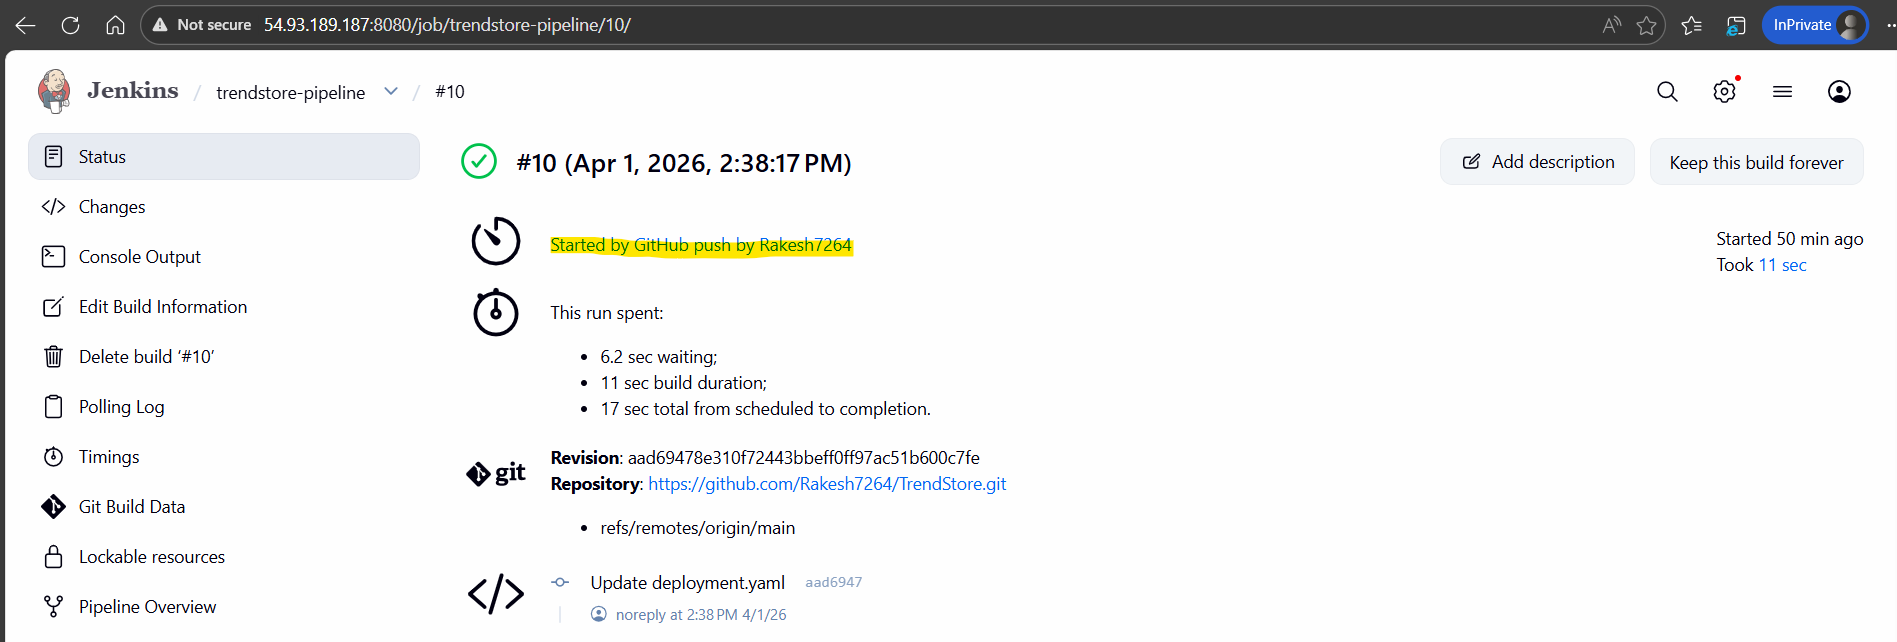 Not secure 54.93.189.187:8080/job/trendstore-pipeline/10/
InPrivate
Jenkins / trendstore-pipeline / #10
Status
Changes
Console Output
Edit Build Information
Delete build ‘#10’
Polling Log
Timings
Git Build Data
Lockable resources
Pipeline Overview
#10 (Apr 1, 2026, 2:38:17 PM)
Add description
Keep this build forever
Started by GitHub push by Rakesh7264
Started 50 min ago
Took 11 sec
This run spent:
• 6.2 sec waiting;
• 11 sec build duration;
• 17 sec total from scheduled to completion.
git
Revision: aad69478e310f72443bbeff0ff97ac51b600c7fe
Repository: https://github.com/Rakesh7264/TrendStore.git
• refs/remotes/origin/main
Update deployment.yaml aad6947
noreply at 2:38 PM 4/1/26